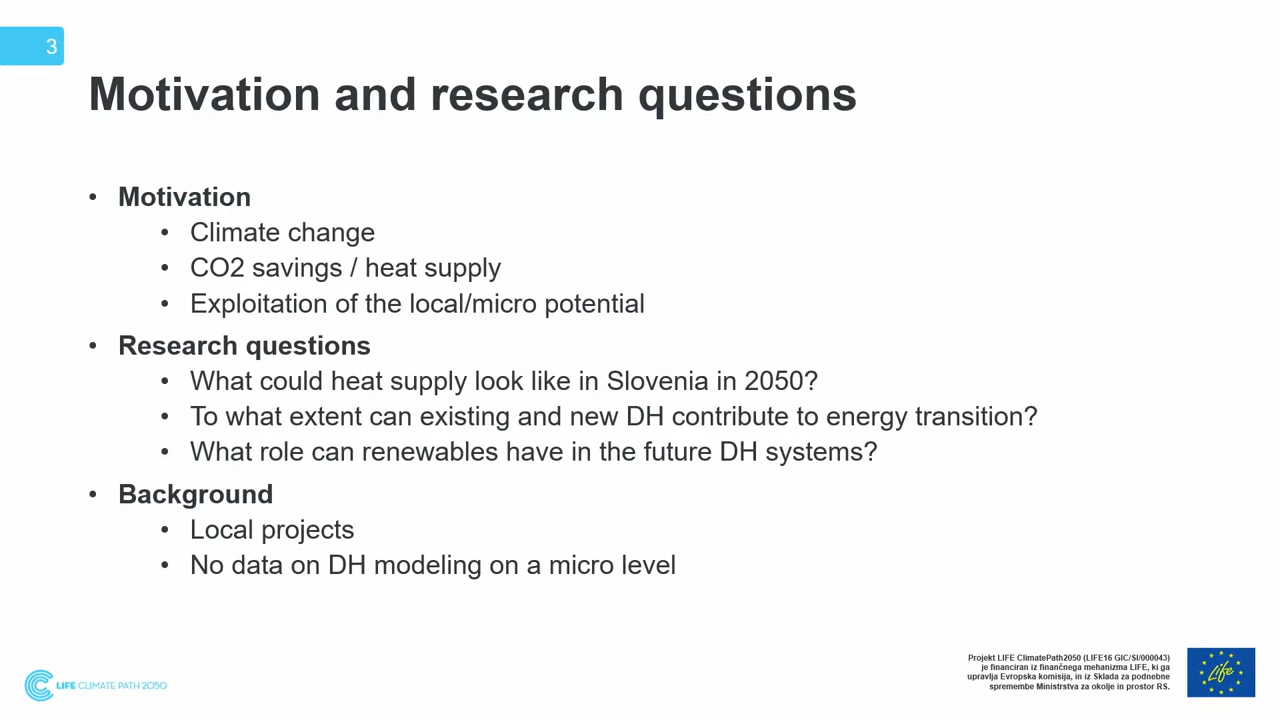 3
Motivation and research questions
• Motivation
• Climate change
• CO2 savings / heat supply
• Exploitation of the local/micro potential
• Research questions
• What could heat supply look like in Slovenia in 2050?
• To what extent can existing and new DH contribute to energy transition?
• What role can renewables have in the future DH systems?
• Background
• Local projects
• No data on DH modeling on a micro level
LIFE CLIMATE PATH 2050
Projekt LIFE ClimatePath2050 (LIFE16 GIC/SI/000043)
je financiran iz finančnega mehanizma LIFE, ki ga
upravlja Evropska komisija, in iz Sklada za podnebne
spremembe Ministrstva za okolje in prostor RS.
Life